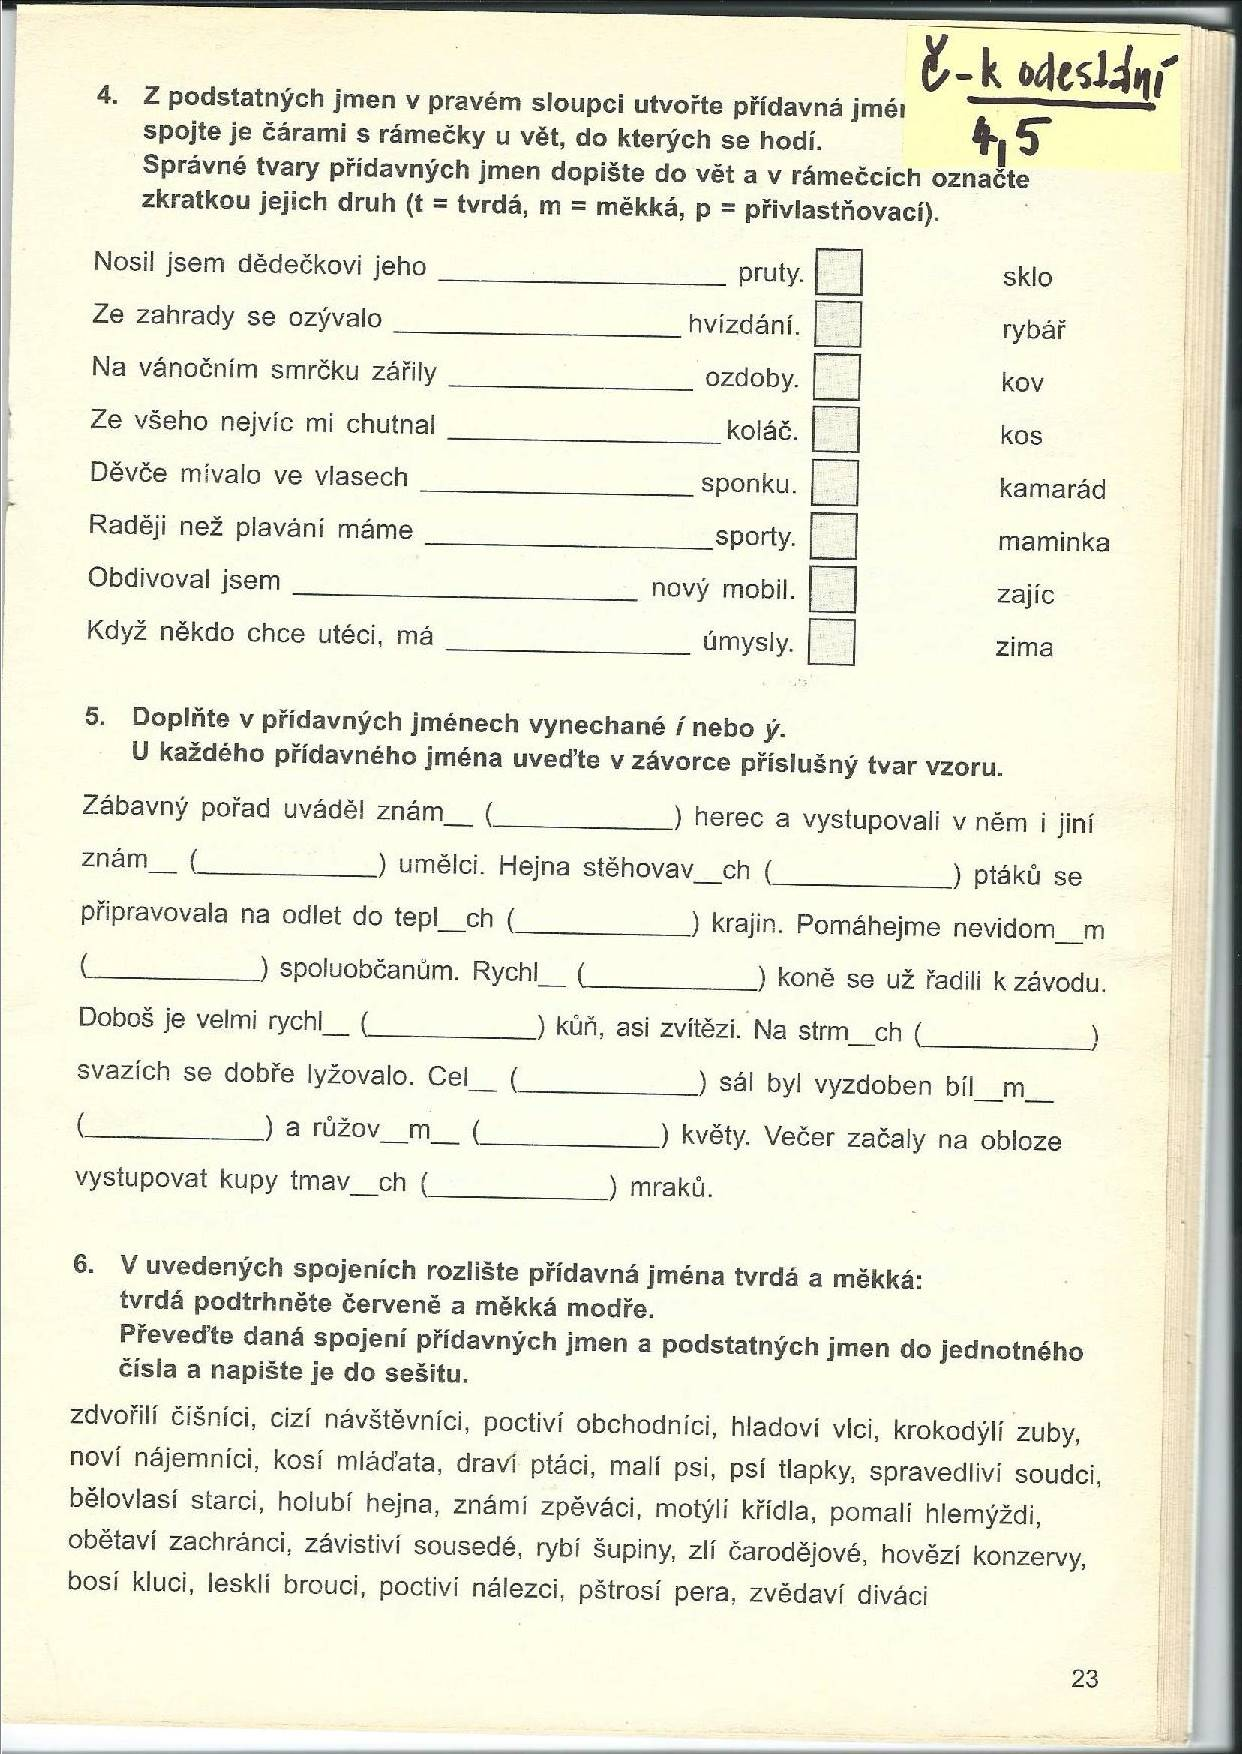 č - k odeslání
4,5
4. Z podstatných jmen v pravém sloupci utvořte přídavná jmé
spojte je čárami s rámečky u vět, do kterých se hodí.
Správné tvary přídavných jmen dopište do vět a v rámečcích označte
zkratkou jejich druh (t = tvrdá, m = měkká, p = přivlastňovací).
Nosil jsem dědečkovi jeho ____________ pruty. sklo
Ze zahrady se ozývalo ____________ hvízdání. rybář
Na vánočním smrčku zářily ____________ ozdoby. kov
Ze všeho nejvíc mi chutnal ____________ koláč. kos
Děvče mívalo ve vlasech ____________ sponku. kamarád
Raději než plavání máme ____________ sporty. maminka
Obdivoval jsem ____________ nový mobil. zajíc
Když někdo chce utéci, má ____________ úmysly. zima
5. Doplňte v přídavných jménech vynechané í nebo ý.
U každého přídavného jména uveďte v závorce příslušný tvar vzoru.
Zábavný pořad uváděl znám__ (__________) herec a vystupovali v něm i jiní
znám__ (__________) umělci. Hejna stěhovav__ch (__________) ptáků se
připravovala na odlet do tepl__ch (__________) krajin. Pomáhejme nevidom__m
(__________) spoluobčanům. Rychl__ (__________) koně se už řadili k závodu.
Doboš je velmi rychl__ (__________) kůň, asi zvítězi. Na strm__ch (__________)
svazích se dobře lyžovalo. Cel__ (__________) sál byl vyzdoben bíl__m__
(__________) a růžov__m__ (__________) květy. Večer začaly na obloze
vystupovat kupy tmav__ch (__________) mraků.
6. V uvedených spojeních rozlište přídavná jména tvrdá a měkká:
tvrdá podtrhněte červeně a měkká modře.
Převeďte daná spojení přídavných jmen a podstatných jmen do jednotného
čísla a napište je do sešitu.
zdvořilí číšníci, cizí návštěvníci, poctiví obchodníci, hladoví vlci, krokodýlí zuby,
noví nájemníci, kosí mláďata, draví ptáci, malí psi, psí tlapky, spravedliví soudci,
bělovlasí starci, holubí hejna, známí zpěváci, motýlí křídla, pomalí hlemýždi,
obětaví zachránci, závistiví sousedé, rybí šupiny, zlí čarodějové, hovězí konzervy,
bosí kluci, lesklí brouci, poctiví nálezci, pštrosí pera, zvědaví diváci
23